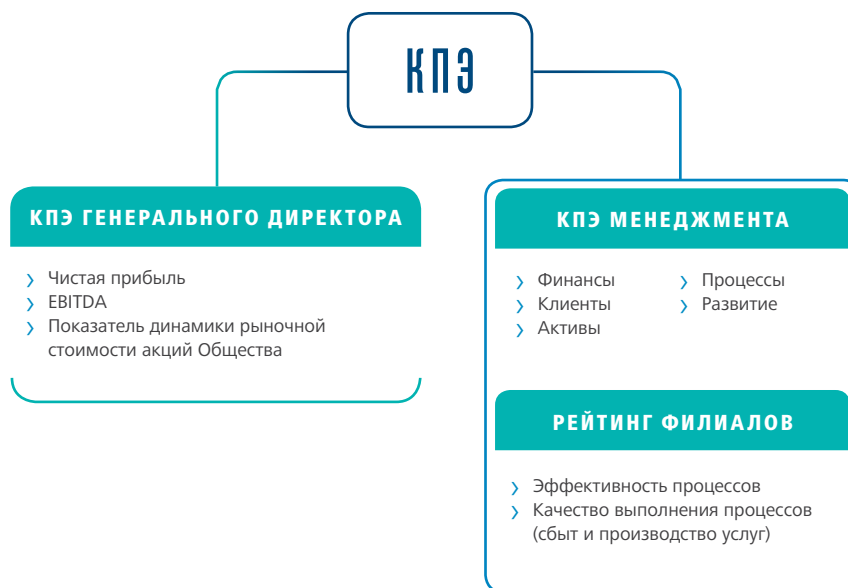 КПЭ
КПЭ ГЕНЕРАЛЬНОГО ДИРЕКТОРА
› Чистая прибыль
› EBITDA
› Показатель динамики рыночной
стоимости акций Общества
КПЭ МЕНЕДЖМЕНТА
› Финансы
› Клиенты
› Активы
› Процессы
› Развитие
РЕЙТИНГ ФИЛИАЛОВ
› Эффективность процессов
› Качество выполнения процессов
(сбыт и производство услуг)